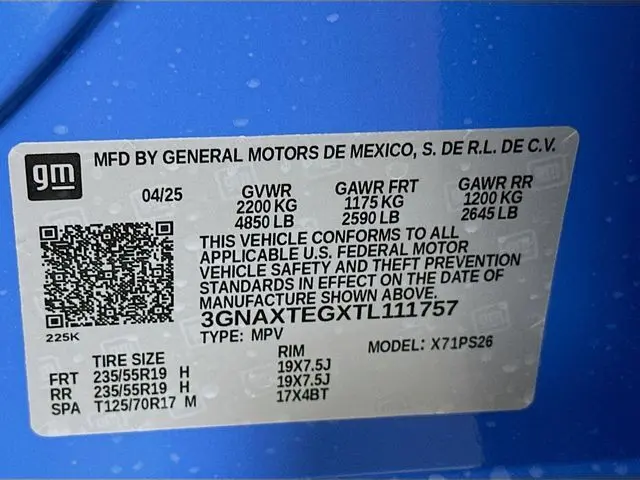 gm MFD BY GENERAL MOTORS DE MEXICO, S. DE R.L. DE C.V.
04/25 GVWR GAWR FRT GAWR RR
2200 KG 1175 KG 1200 KG
4850 LB 2590 LB 2645 LB
THIS VEHICLE CONFORMS TO ALL
APPLICABLE U.S. FEDERAL MOTOR
VEHICLE SAFETY AND THEFT PREVENTION
STANDARDS IN EFFECT ON THE DATE OF
MANUFACTURE SHOWN ABOVE.
3GNAXTEGXTL111757
225K TYPE: MPV MODEL: X71PS26
TIRE SIZE RIM
FRT 235/55R19 H 19X7.5J
RR 235/55R19 H 19X7.5J
SPA T125/70R17 M 17X4BT